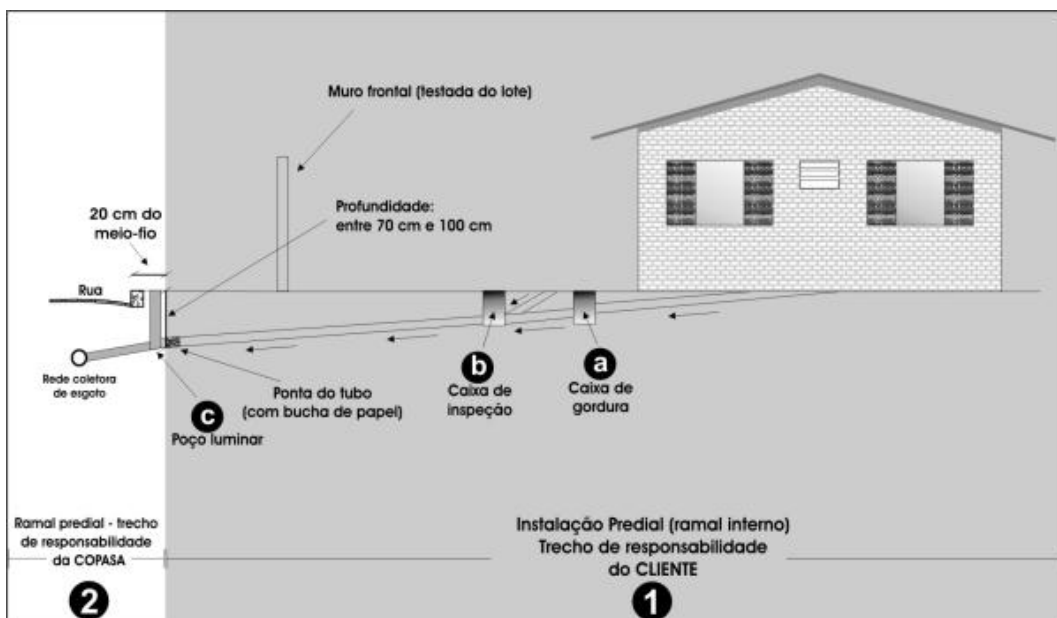 Muro frontal (testada do lote)
20 cm do
meio-fio
Profundidade:
entre 70 cm e 100 cm
Rua
Rede coletora
de esgoto
c
Poço luminar
Ponta do tubo
(com bucha de papel)
b
Caixa de
inspeção
a
Caixa de
gordura
Ramal predial - trecho
de responsabilidade
da COPASA
2
Instalação Predial (ramal interno)
Trecho de responsabilidade
do CLIENTE
1